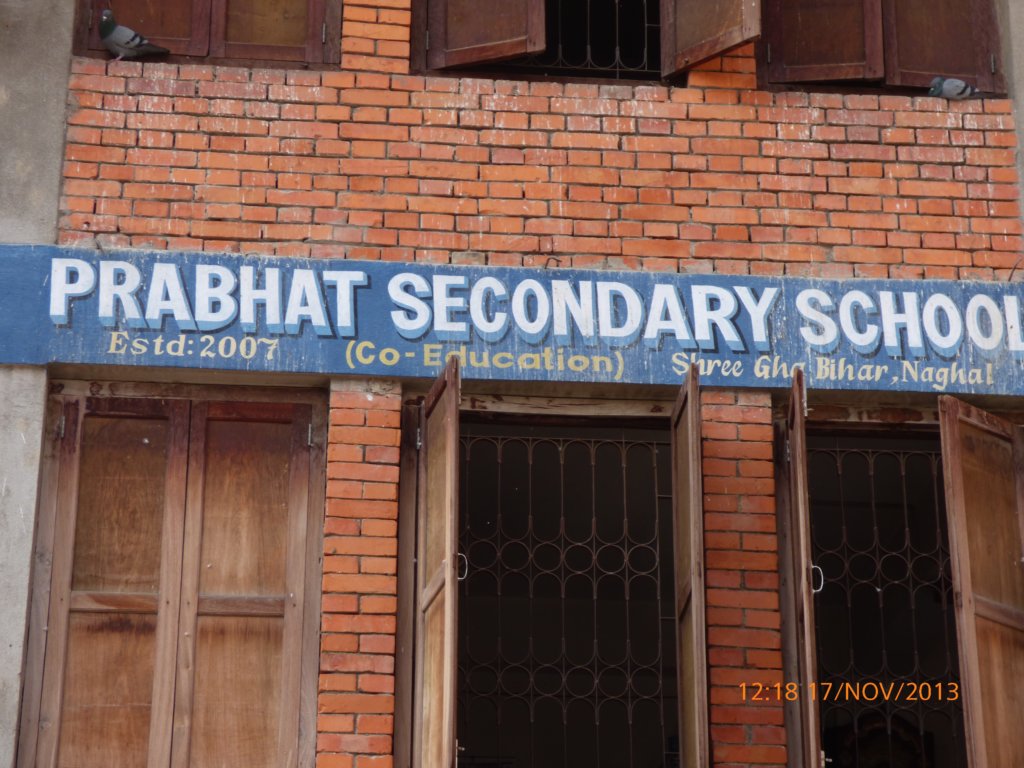 PRABHAT SECONDARY SCHOOL
Estd:2007 (Co-Education) Shree Gha Bihar, Naghal
12:18 17/NOV/2013